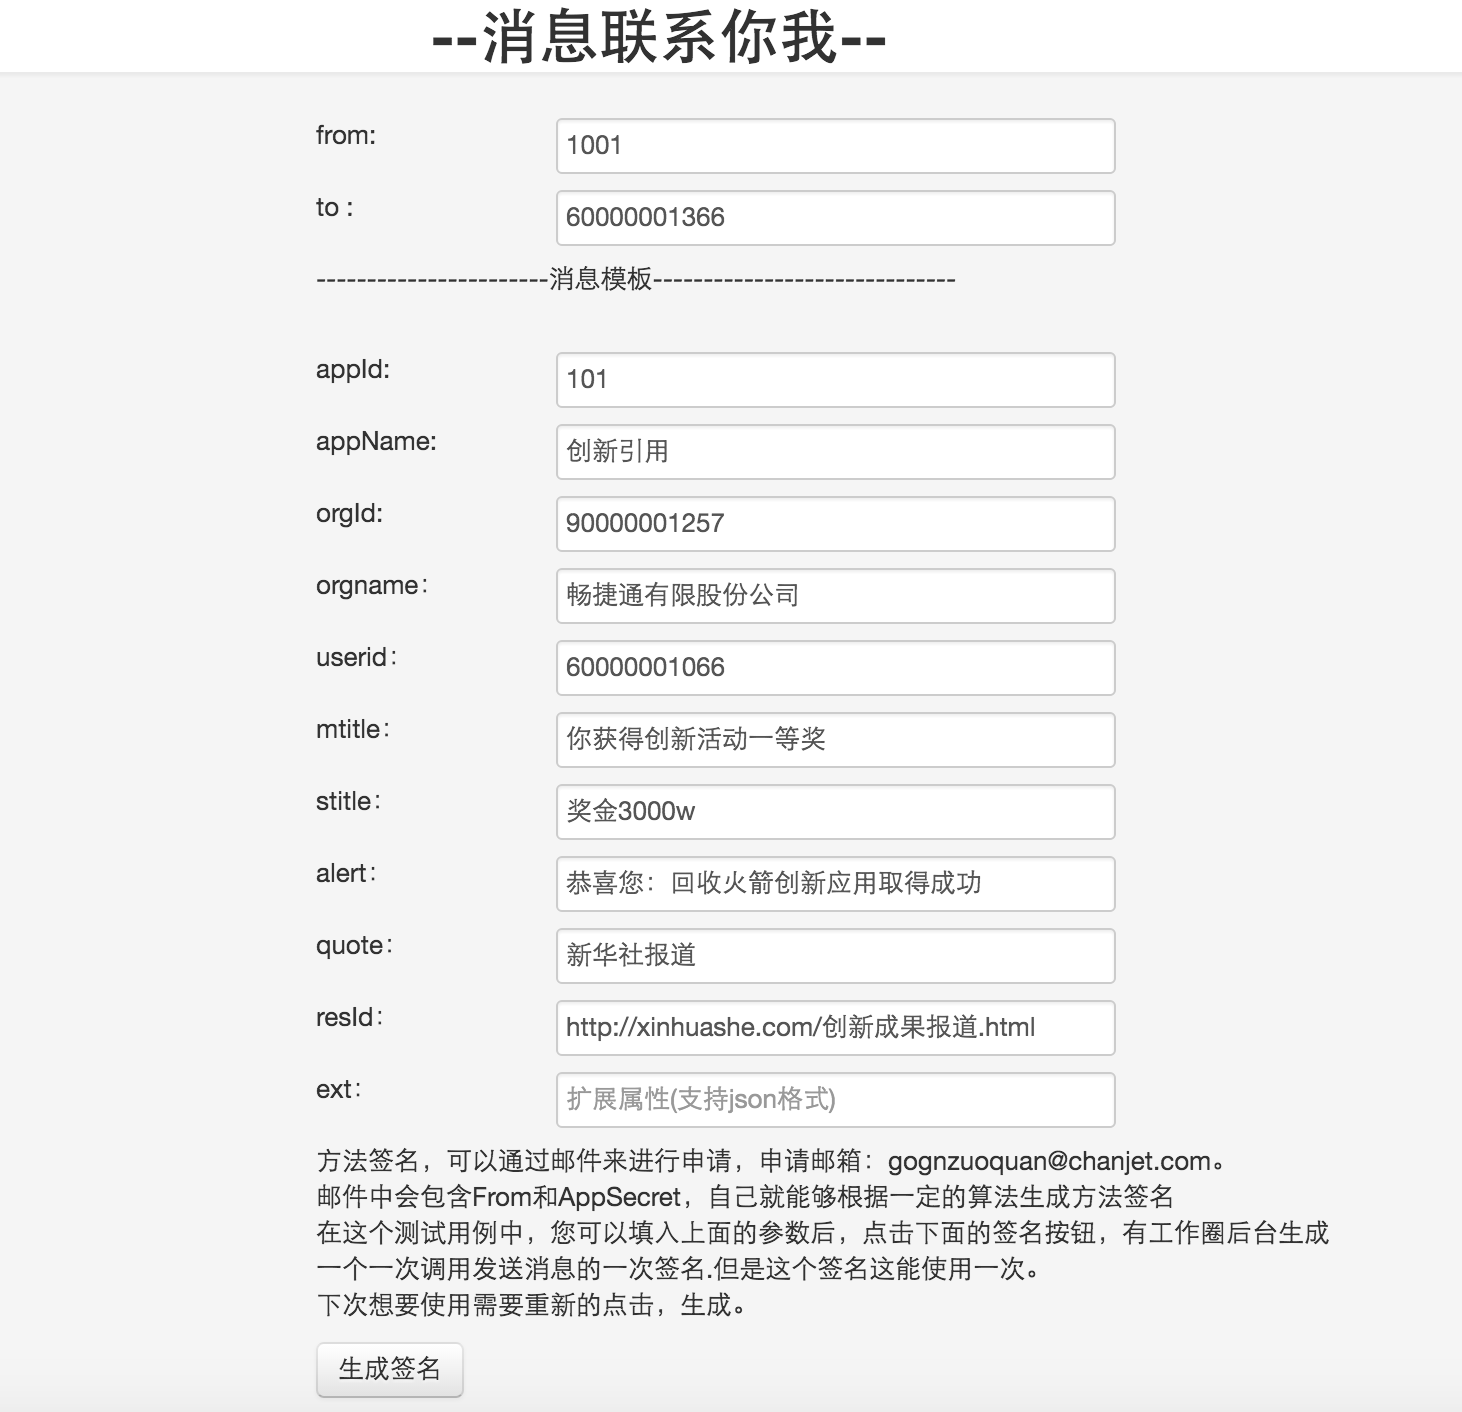 --消息联系你我--
from:
1001
to :
60000001366
-----------------------消息模板------------------------------
appId:
101
appName:
创新引用
orgId:
90000001257
orgname：
畅捷通有限股份公司
userid：
60000001066
mtitle：
你获得创新活动一等奖
stitle：
奖金3000w
alert：
恭喜您：回收火箭创新应用取得成功
quote：
新华社报道
resId：
http://xinhuashe.com/创新成果报道.html
ext：
扩展属性(支持json格式)
方法签名，可以通过邮件来进行申请，申请邮箱：gognzuoquan@chanjet.com。
邮件中会包含From和AppSecret，自己就能够根据一定的算法生成方法签名
在这个测试用例中，您可以填入上面的参数后，点击下面的签名按钮，有工作圈后台生成
一个一次调用发送消息的一次签名.但是这个签名这能使用一次。
下次想要使用需要重新的点击，生成。
生成签名